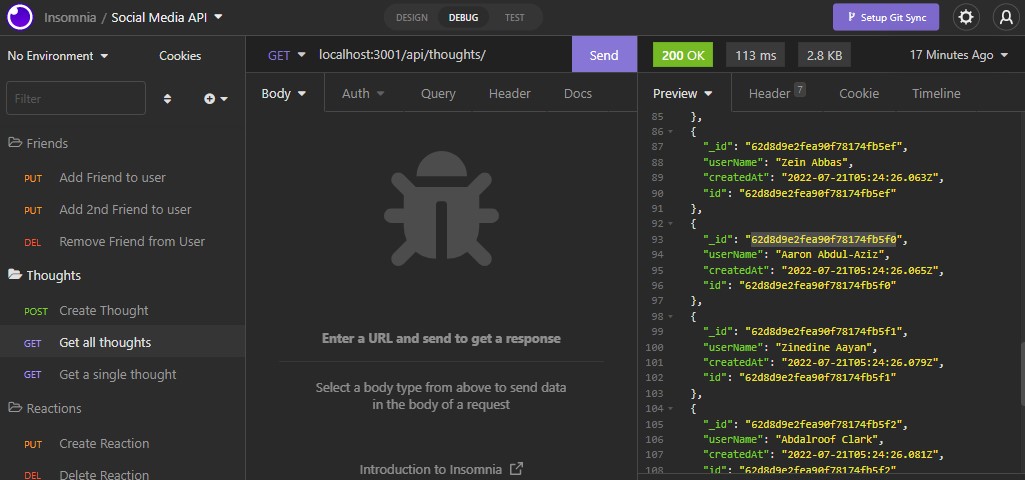 Insomnia / Social Media API
DESIGN DEBUG TEST
Setup Git Sync
No Environment Cookies
GET localhost:3001/api/thoughts/ Send
200 OK 113 ms 2.8 KB 17 Minutes Ago
Filter
Body Auth Query Header Docs
Preview Header 7 Cookie Timeline
Friends
PUT Add Friend to user
PUT Add 2nd Friend to user
DEL Remove Friend from User
Thoughts
POST Create Thought
GET Get all thoughts
GET Get a single thought
Reactions
PUT Create Reaction
DEL Delete Reaction
Enter a URL and send to get a response
Select a body type from above to send data
in the body of a request
Introduction to Insomnia
85 },
86 {
87 "_id": "62d8d9e2fea90f78174fb5ef",
88 "userName": "Zein Abbas",
89 "createdAt": "2022-07-21T05:24:26.063Z",
90 "id": "62d8d9e2fea90f78174fb5ef"
91 },
92 {
93 "_id": "62d8d9e2fea90f78174fb5f0",
94 "userName": "Aaron Abdul-Aziz",
95 "createdAt": "2022-07-21T05:24:26.065Z",
96 "id": "62d8d9e2fea90f78174fb5f0"
97 },
98 {
99 "_id": "62d8d9e2fea90f78174fb5f1",
100 "userName": "Zinedine Aayan",
101 "createdAt": "2022-07-21T05:24:26.079Z",
102 "id": "62d8d9e2fea90f78174fb5f1"
103 },
104 {
105 "_id": "62d8d9e2fea90f78174fb5f2",
106 "userName": "Abdalroof Clark",
107 "createdAt": "2022-07-21T05:24:26.081Z",
108 "id": "62d8d9e2fea90f78174fb5f2"